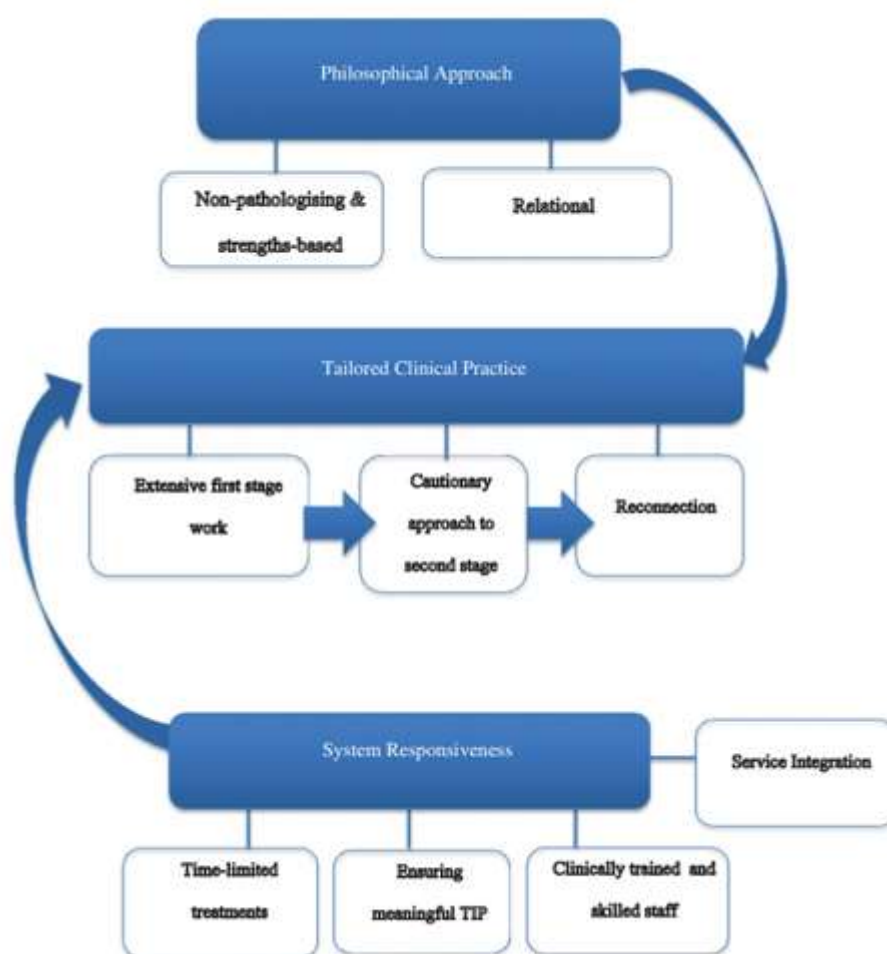 Philosophical Approach
Non-pathologising &
strengths-based
Relational
Tailored Clinical Practice
Extensive first stage
work
Cautionary
approach to
second stage
Reconnection
System Responsiveness
Service Integration
Time-limited
treatments
Ensuring
meaningful TIP
Clinically trained and
skilled staff